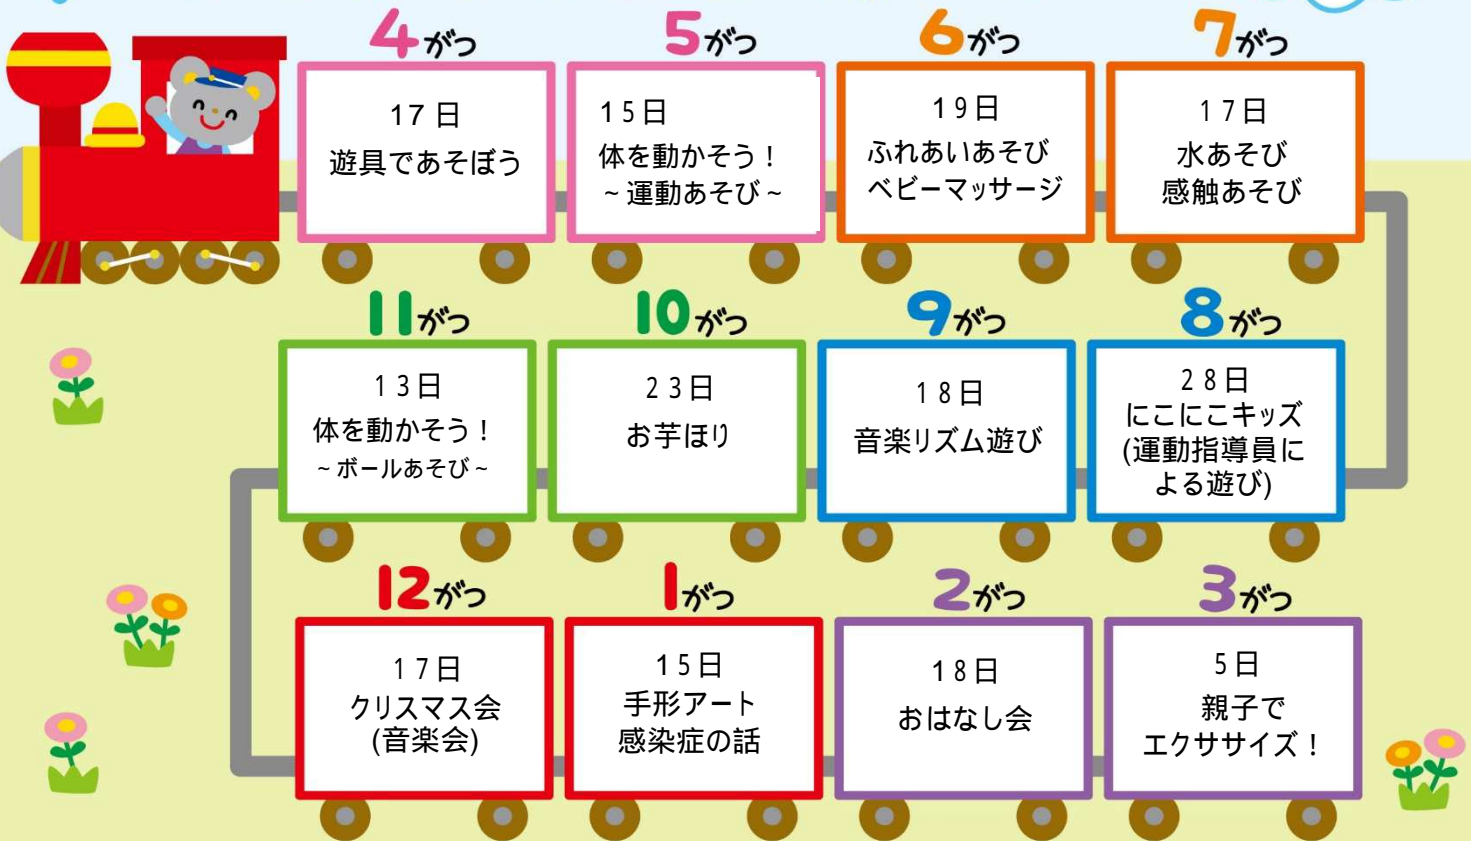 4がつ
17日
遊具であそぼう
5がつ
15日
体を動かそう！
~運動あそび~
6がつ
19日
ふれあいあそび
ベビーマッサージ
7がつ
17日
水あそび
感触あそび
8がつ
28日
にこにこキッズ
(運動指導員に
よる遊び)
9がつ
18日
音楽リズム遊び
10がつ
23日
お芋ほり
11がつ
13日
体を動かそう！
~ボールあそび~
12がつ
17日
クリスマス会
(音楽会)
1がつ
15日
手形アート
感染症の話
2がつ
18日
おはなし会
3がつ
5日
親子で
エクササイズ！